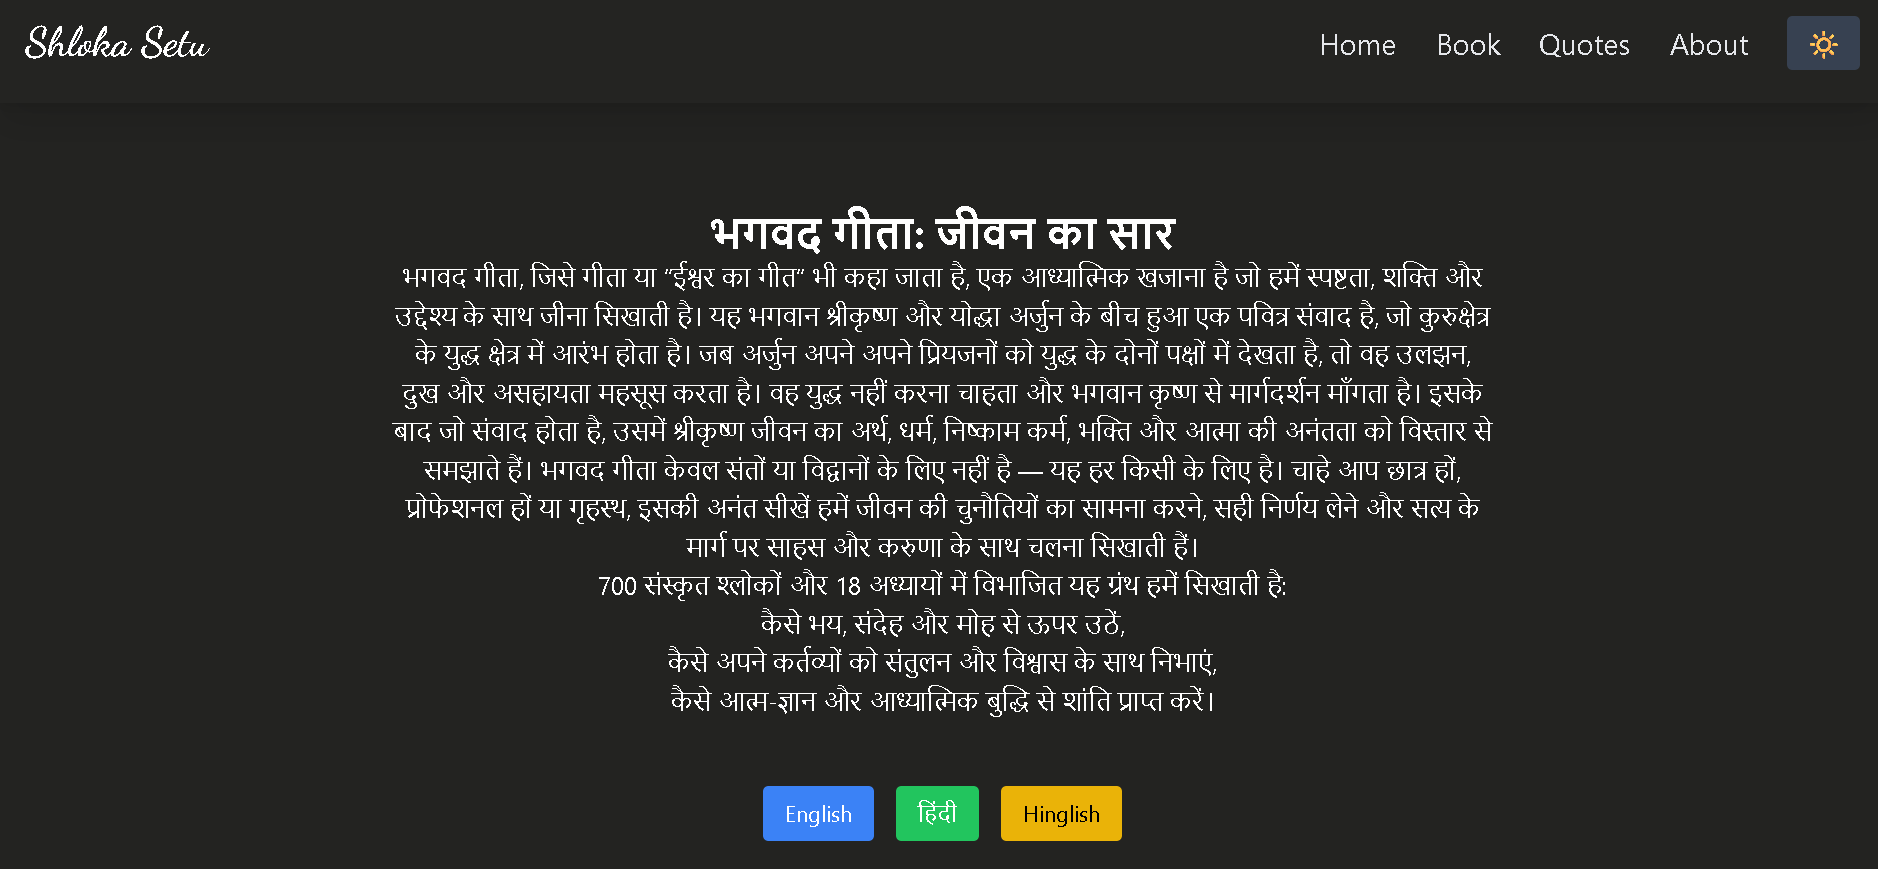 Shloka Setu
Home Book Quotes About
भगवद गीता: जीवन का सार
भगवद गीता, जिसे गीता या "ईश्वर का गीत" भी कहा जाता है, एक आध्यात्मिक खजाना है जो हमें स्पष्टता, शक्ति और
उद्देश्य के साथ जीना सिखाती है। यह भगवान श्रीकृष्ण और योद्धा अर्जुन के बीच हुआ एक पवित्र संवाद है, जो कुरुक्षेत्र
के युद्ध क्षेत्र में आरंभ होता है। जब अर्जुन अपने अपने प्रियजनों को युद्ध के दोनों पक्षों में देखता है, तो वह उलझन,
दुख और असहायता महसूस करता है। वह युद्ध नहीं करना चाहता और भगवान कृष्ण से मार्गदर्शन माँगता है। इसके
बाद जो संवाद होता है, उसमें श्रीकृष्ण जीवन का अर्थ, धर्म, निष्काम कर्म, भक्ति और आत्मा की अनंतता को विस्तार से
समझाते हैं। भगवद गीता केवल संतों या विद्वानों के लिए नहीं है — यह हर किसी के लिए है। चाहे आप छात्र हों,
प्रोफेशनल हों या गृहस्थ, इसकी अनंत सीखें हमें जीवन की चुनौतियों का सामना करने, सही निर्णय लेने और सत्य के
मार्ग पर साहस और करुणा के साथ चलना सिखाती हैं।
700 संस्कृत श्लोकों और 18 अध्यायों में विभाजित यह ग्रंथ हमें सिखाती है:
कैसे भय, संदेह और मोह से ऊपर उठें,
कैसे अपने कर्तव्यों को संतुलन और विश्वास के साथ निभाएं,
कैसे आत्म-ज्ञान और आध्यात्मिक बुद्धि से शांति प्राप्त करें।
English हिंदी Hinglish